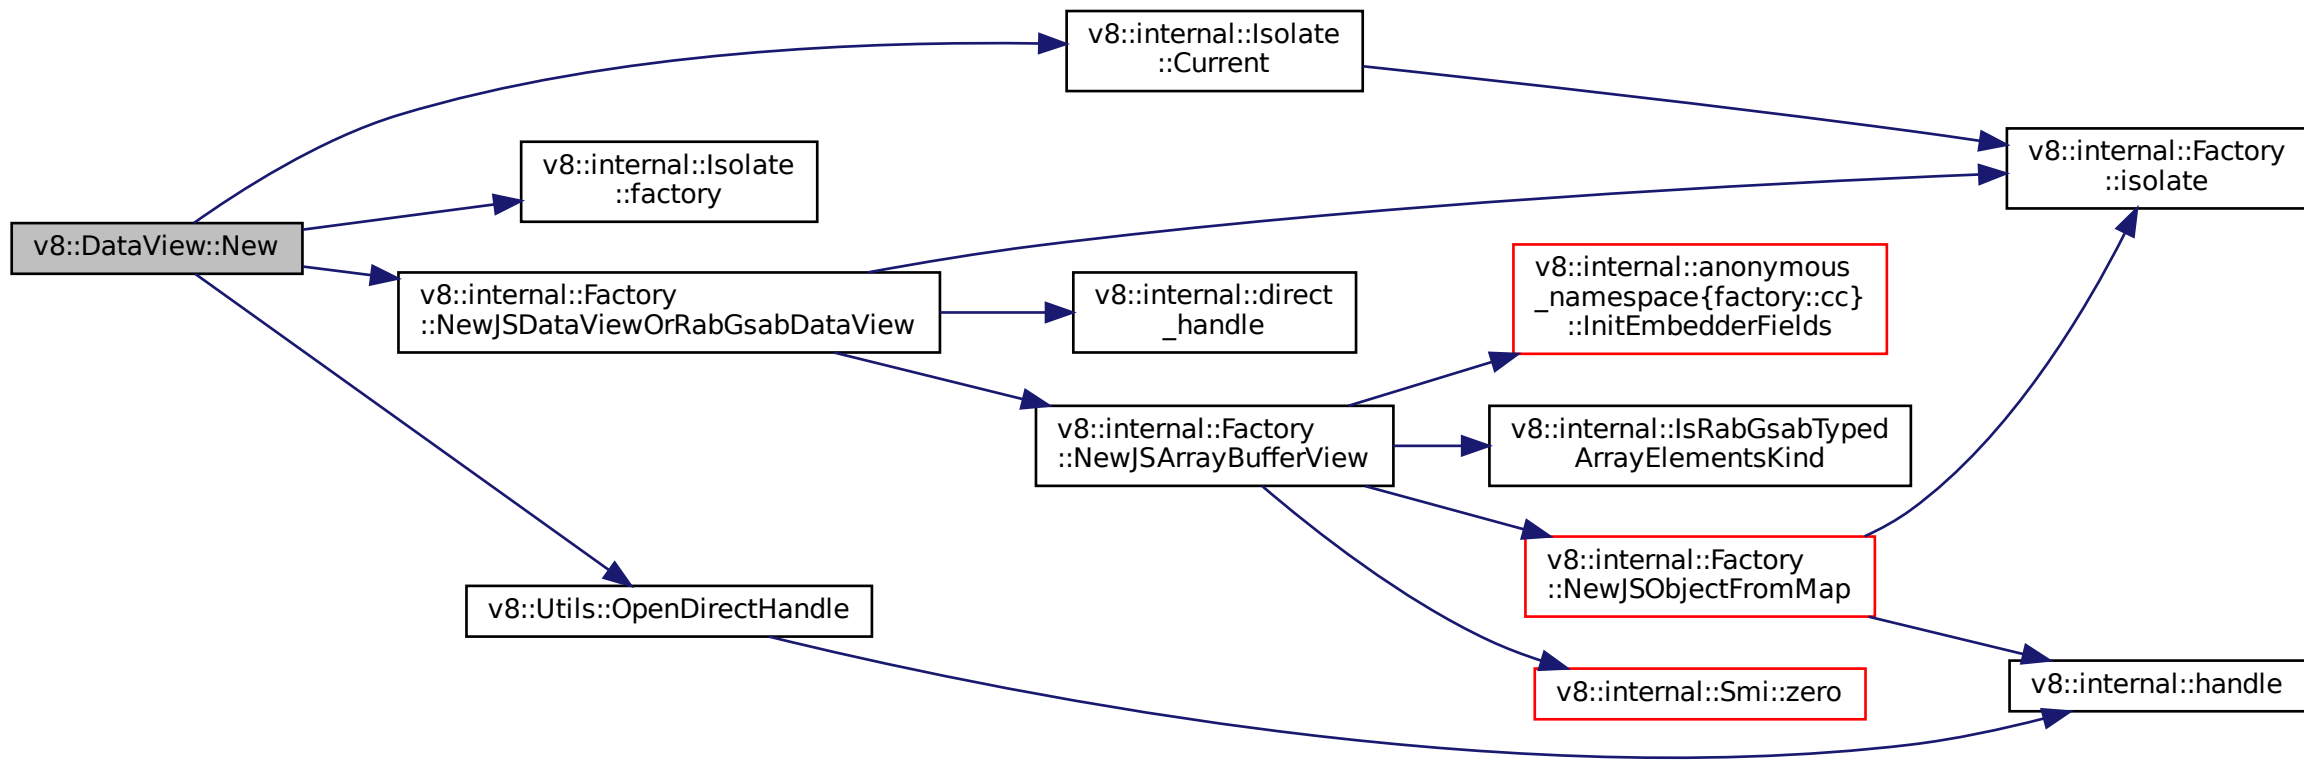 v8::DataView::New
v8::internal::Isolate
::Current
v8::internal::Isolate
::factory
v8::internal::Factory
::NewJSDataViewOrRabGsabDataView
v8::Utils::OpenDirectHandle
v8::internal::direct
_handle
v8::internal::Factory
::NewJSArrayBufferView
v8::internal::anonymous
_namespace{factory::cc}
::InitEmbedderFields
v8::internal::IsRabGsabTyped
ArrayElementsKind
v8::internal::Factory
::NewJSObjectFromMap
v8::internal::Smi::zero
v8::internal::Factory
::isolate
v8::internal::handle